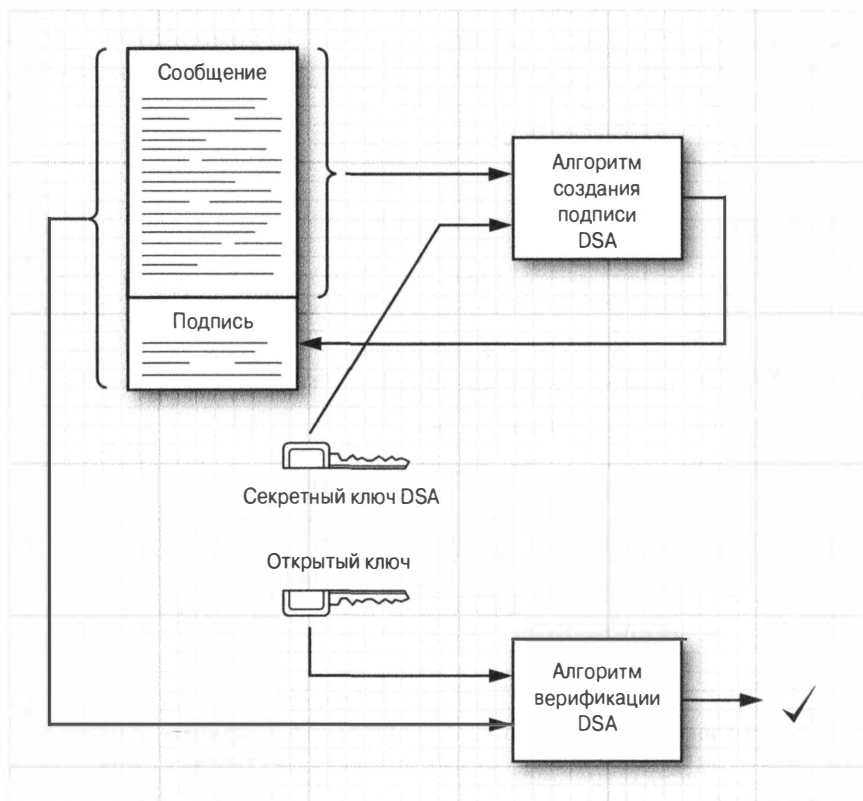 Сообщение
Алгоритм
создания
подписи
DSA
Подпись
Секретный ключ DSA
Открытый ключ
Алгоритм
верификации
DSA